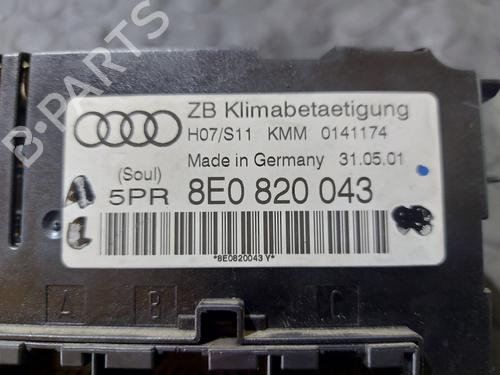 ZB Klimabetaetigung
H07/S11 KMM 0141174
Made in Germany 31.05.01
(Soul)
5PR 8E0 820 043
*8E0820043 Y*
A B C
B-PARTS